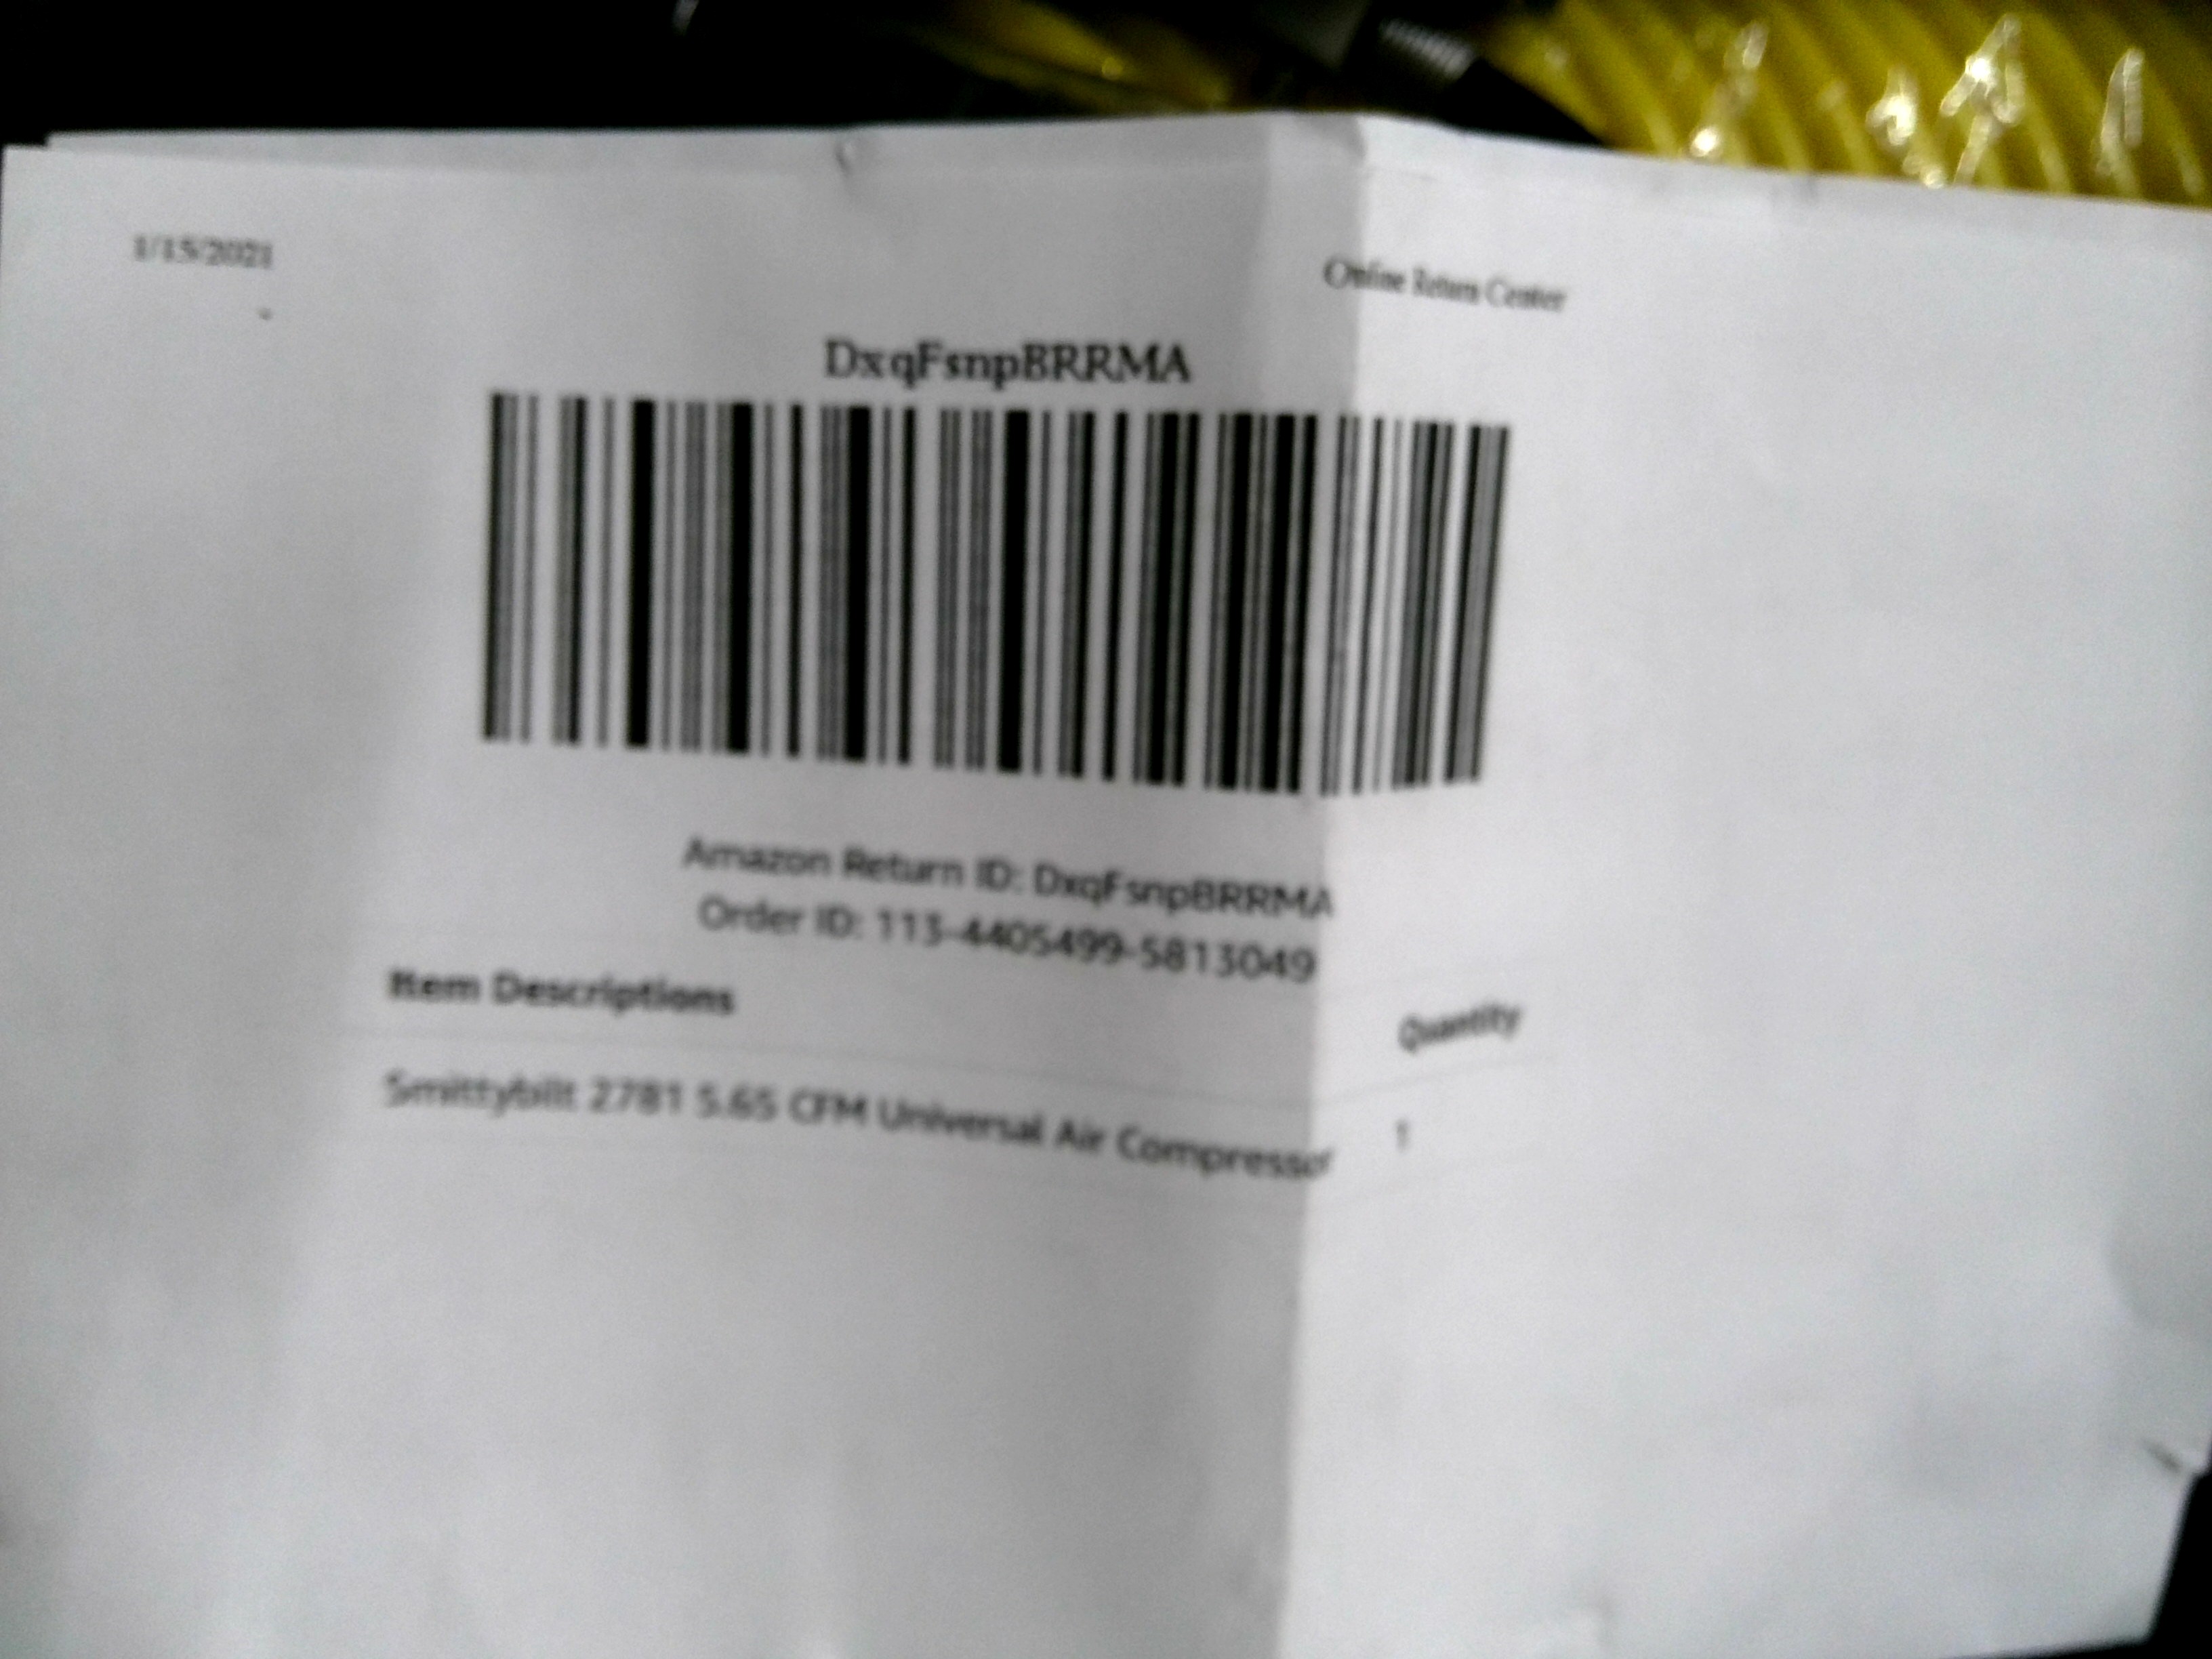 1/15/2021
Online Return Center
DxqFsnpBRRMA
Amazon Return ID: DxqFsnpBRRMA
Order ID: 113-4405499-5813049
Item Descriptions
Quantity
Smittybilt 2781 5.65 CFM Universal Air Compressor
1